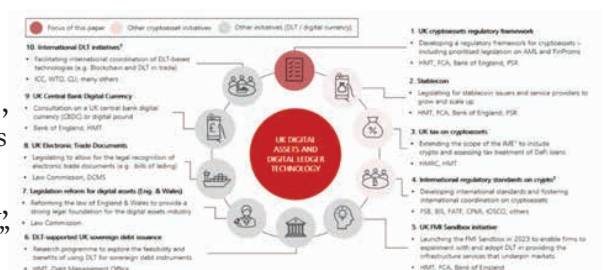 Focus of this paper
Other cryptoasset initiatives
Other initiatives (DLT / digital currency)
10. International DLT initiatives
Facilitating international coordination of DLT-based
technologies (e.g. Blockchain and DLT in trade)
ICC, WTO, CLI, many others
9. UK Central Bank Digital Currency
Consultation on a UK central bank digital
currency (CBDC) or digital pound
Bank of England, HMT
8. UK Electronic Trade Documents
Legislating to allow for the legal recognition of
electronic trade documents (e.g. bills of lading)
Law Commission, DCMS
7. Legislation reform for digital assets (Eng. & Wales)
Reforming the law of England & Wales to provide a
strong legal foundation for the digital assets industry
Law Commission
6. DLT-supported UK sovereign debt issuance
Research programme to explore the feasibility and
benefits of using DLT for sovereign debt instruments
HMT, Debt Management Office
UK DIGITAL
ASSETS AND
DIGITAL LEDGER
TECHNOLOGY
1. UK cryptoassets regulatory framework
Developing a regulatory framework for cryptoassets –
including prioritised legislation on AML and FinProms
HMT, FCA, Bank of England, PSR
2. Stablecoin
Legislating for stablecoin issuers and service providers to
grow and scale up
HMT, FCA, Bank of England, PSR
3. UK tax on cryptoassets
Extending the scope of the IME to include
cryptos and assessing tax treatment of DeFi loans
HMRC, HMT
4. International regulatory standards on crypto
Developing international standards and fostering
international coordination on cryptoassets
FSB, BIS, FATF, CPMI, IOSCO, others
5. UK FMI Sandbox initiative
Launching the FMI Sandbox in 2023 to enable firms to
experiment with and adopt DLT in providing the
infrastructure services that underpin markets
HMT, FCA, Bank of England